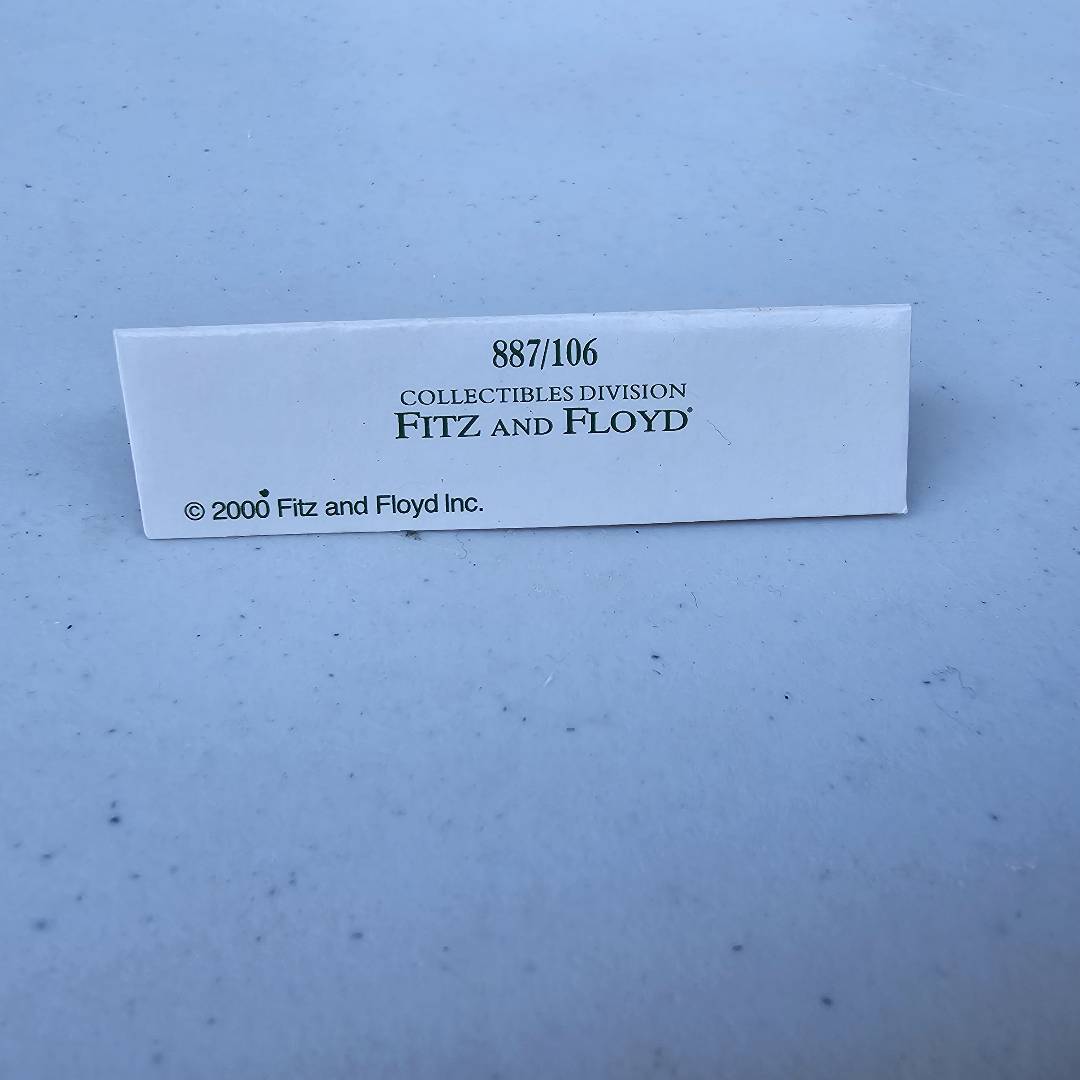 887/106
COLLECTIBLES DIVISION
FITZ AND FLOYD®
© 2000 Fitz and Floyd Inc.